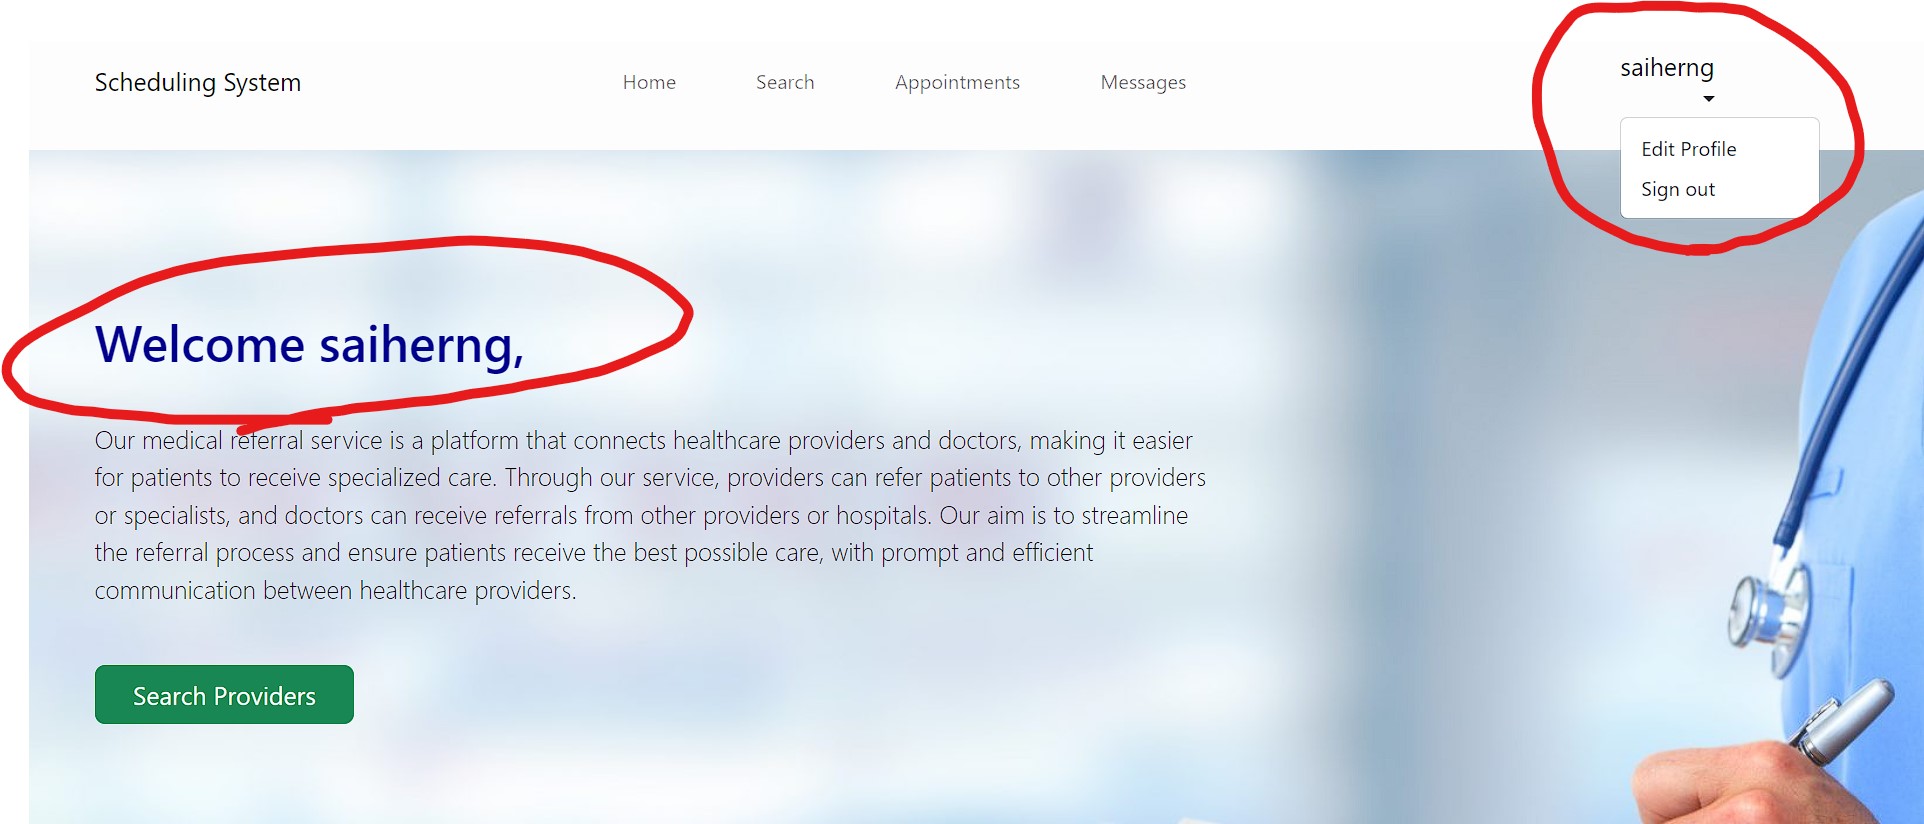 Scheduling System
Home
Search
Appointments
Messages
saiherng
Edit Profile
Sign out
Welcome saiherng,
Our medical referral service is a platform that connects healthcare providers and doctors, making it easier
for patients to receive specialized care. Through our service, providers can refer patients to other providers
or specialists, and doctors can receive referrals from other providers or hospitals. Our aim is to streamline
the referral process and ensure patients receive the best possible care, with prompt and efficient
communication between healthcare providers.
Search Providers